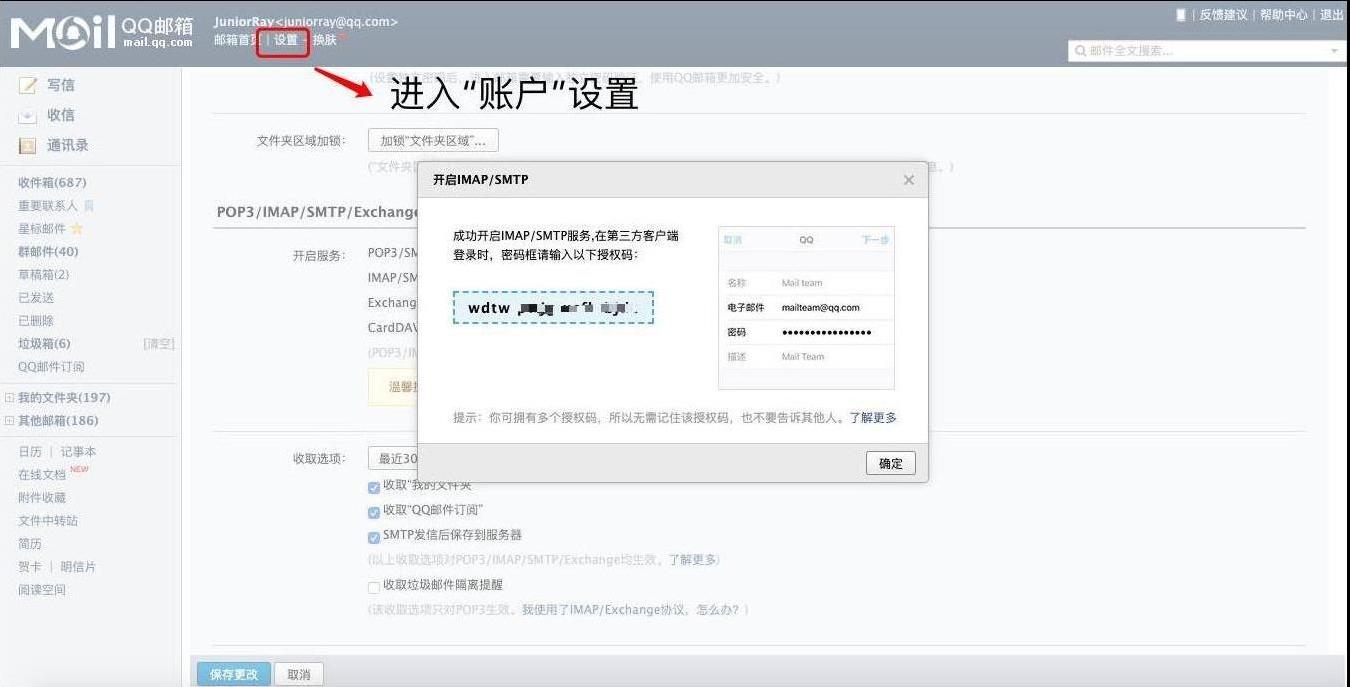 Mail QQ邮箱
mail.qq.com
JuniorRay<juniorray@qq.com>
邮箱首页 | 设置 - 换肤
反馈建议 | 帮助中心 | 退出
邮件全文搜索...
进入“账户”设置
写信
收信
通讯录
收件箱(687)
重要联系人
星标邮件
群邮件(40)
草稿箱(2)
已发送
已删除
垃圾箱(6) [清空]
QQ邮件订阅
我的文件夹(197)
其他邮箱(186)
日历 | 记事本
在线文档 NEW
附件收藏
文件中转站
简历
贺卡 | 明信片
阅读空间
使用QQ邮箱更加安全。)
文件夹区域加锁: 加锁“文件夹区域”...
("文件夹
息。)
POP3/IMAP/SMTP/Exchange
开启服务: POP3/SM
IMAP/SM
Exchange
CardDAV
(POP3/IM
温馨
开启IMAP/SMTP
成功开启IMAP/SMTP服务,在第三方客户端
登录时，密码框请输入以下授权码：
wdtw
取消 QQ 下一步
名称 Mail team
电子邮件 mailteam@qq.com
密码 ••••••••••••••••
描述 Mail Team
提示：你可拥有多个授权码，所以无需记住该授权码，也不要告诉其他人。了解更多
确定
收取选项: 最近30
收取“我的文件夹
收取“QQ邮件订阅”
SMTP发信后保存到服务器
(以上收取选项对POP3/IMAP/SMTP/Exchange均生效。了解更多)
收取垃圾邮件隔离提醒
(该收取选项只对POP3生效。我使用了IMAP/Exchange协议，怎么办? )
保存更改 取消